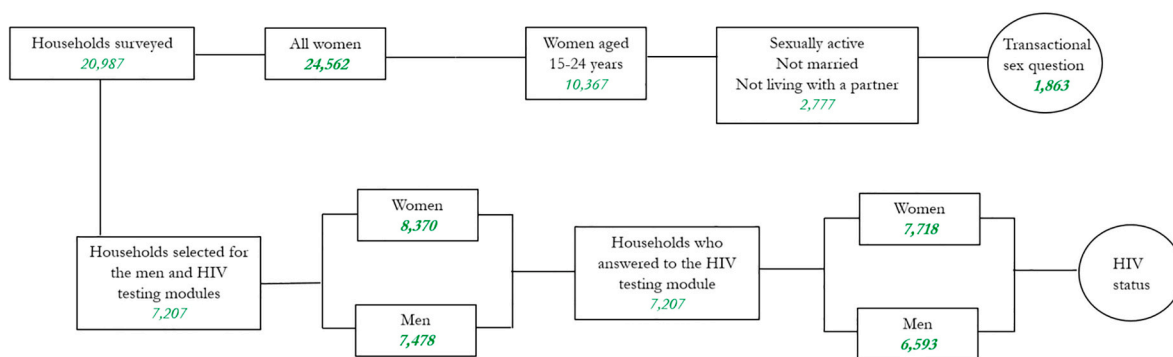 Households surveyed
20,987
All women
24,562
Women aged
15-24 years
10,367
Sexually active
Not married
Not living with a partner
2,777
Transactional
sex question
1,863
Households selected for
the men and HIV
testing modules
7,207
Women
8,370
Men
7,478
Households who
answered to the HIV
testing module
7,207
Women
7,718
Men
6,593
HIV
status